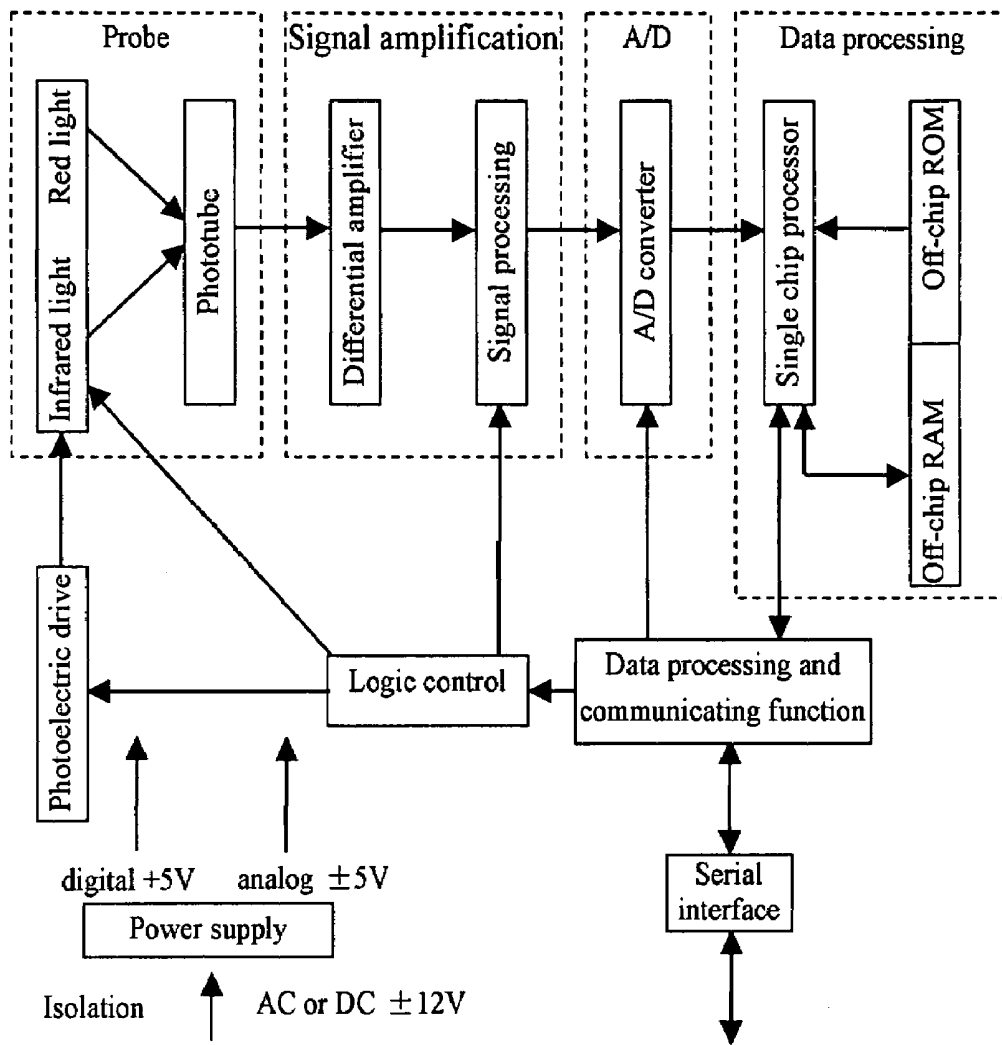 Probe
Signal amplification
A/D
Data processing
Red light
Infrared light
Phototube
Differential amplifier
Signal processing
A/D converter
Single chip processor
Off-chip ROM
Off-chip RAM
Photoelectric drive
Logic control
Data processing and
communicating function
digital +5V
analog ±5V
Power supply
Serial
interface
Isolation
AC or DC ±12V